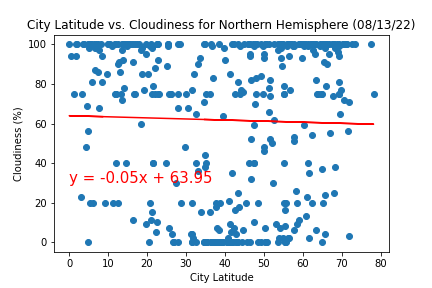 City Latitude vs. Cloudiness for Northern Hemisphere (08/13/22)
100
80
60
40
20
0
Cloudiness (%)
y = -0.05x + 63.95
0 10 20 30 40 50 60 70 80
City Latitude